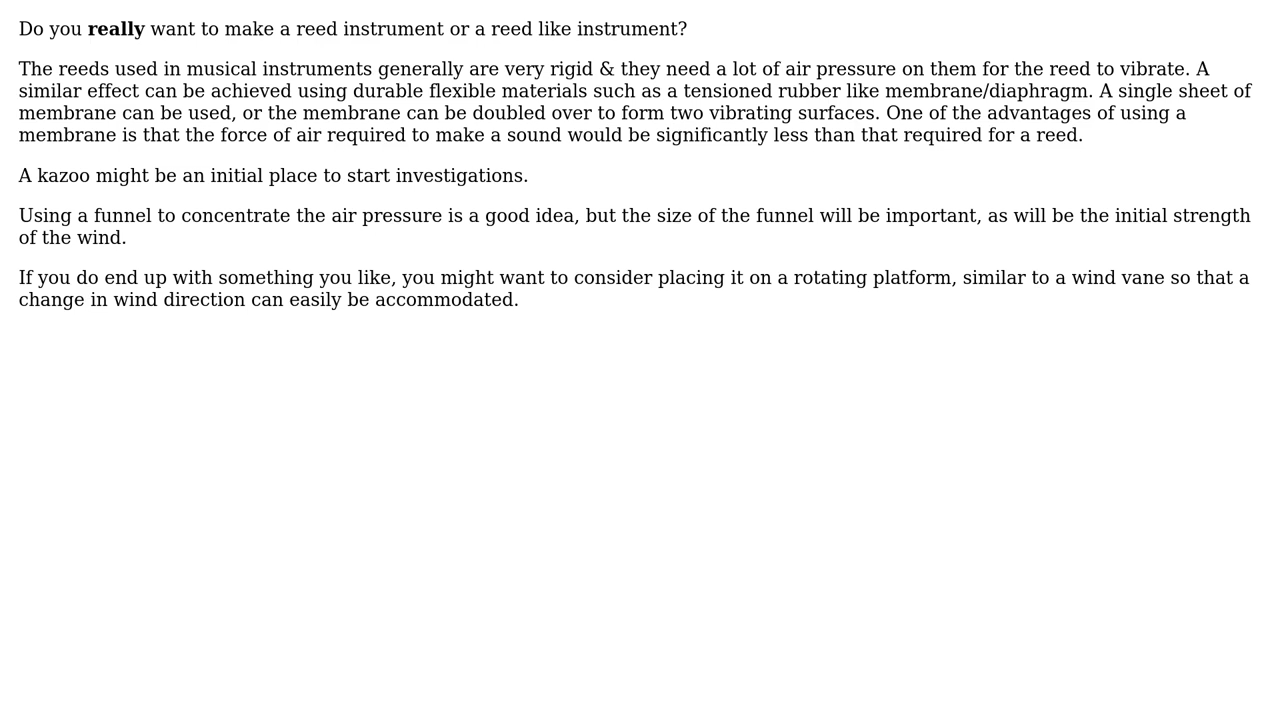 Do you really want to make a reed instrument or a reed like instrument?
The reeds used in musical instruments generally are very rigid & they need a lot of air pressure on them for the reed to vibrate. A
similar effect can be achieved using durable flexible materials such as a tensioned rubber like membrane/diaphragm. A single sheet of
membrane can be used, or the membrane can be doubled over to form two vibrating surfaces. One of the advantages of using a
membrane is that the force of air required to make a sound would be significantly less than that required for a reed.
A kazoo might be an initial place to start investigations.
Using a funnel to concentrate the air pressure is a good idea, but the size of the funnel will be important, as will be the initial strength
of the wind.
If you do end up with something you like, you might want to consider placing it on a rotating platform, similar to a wind vane so that a
change in wind direction can easily be accommodated.